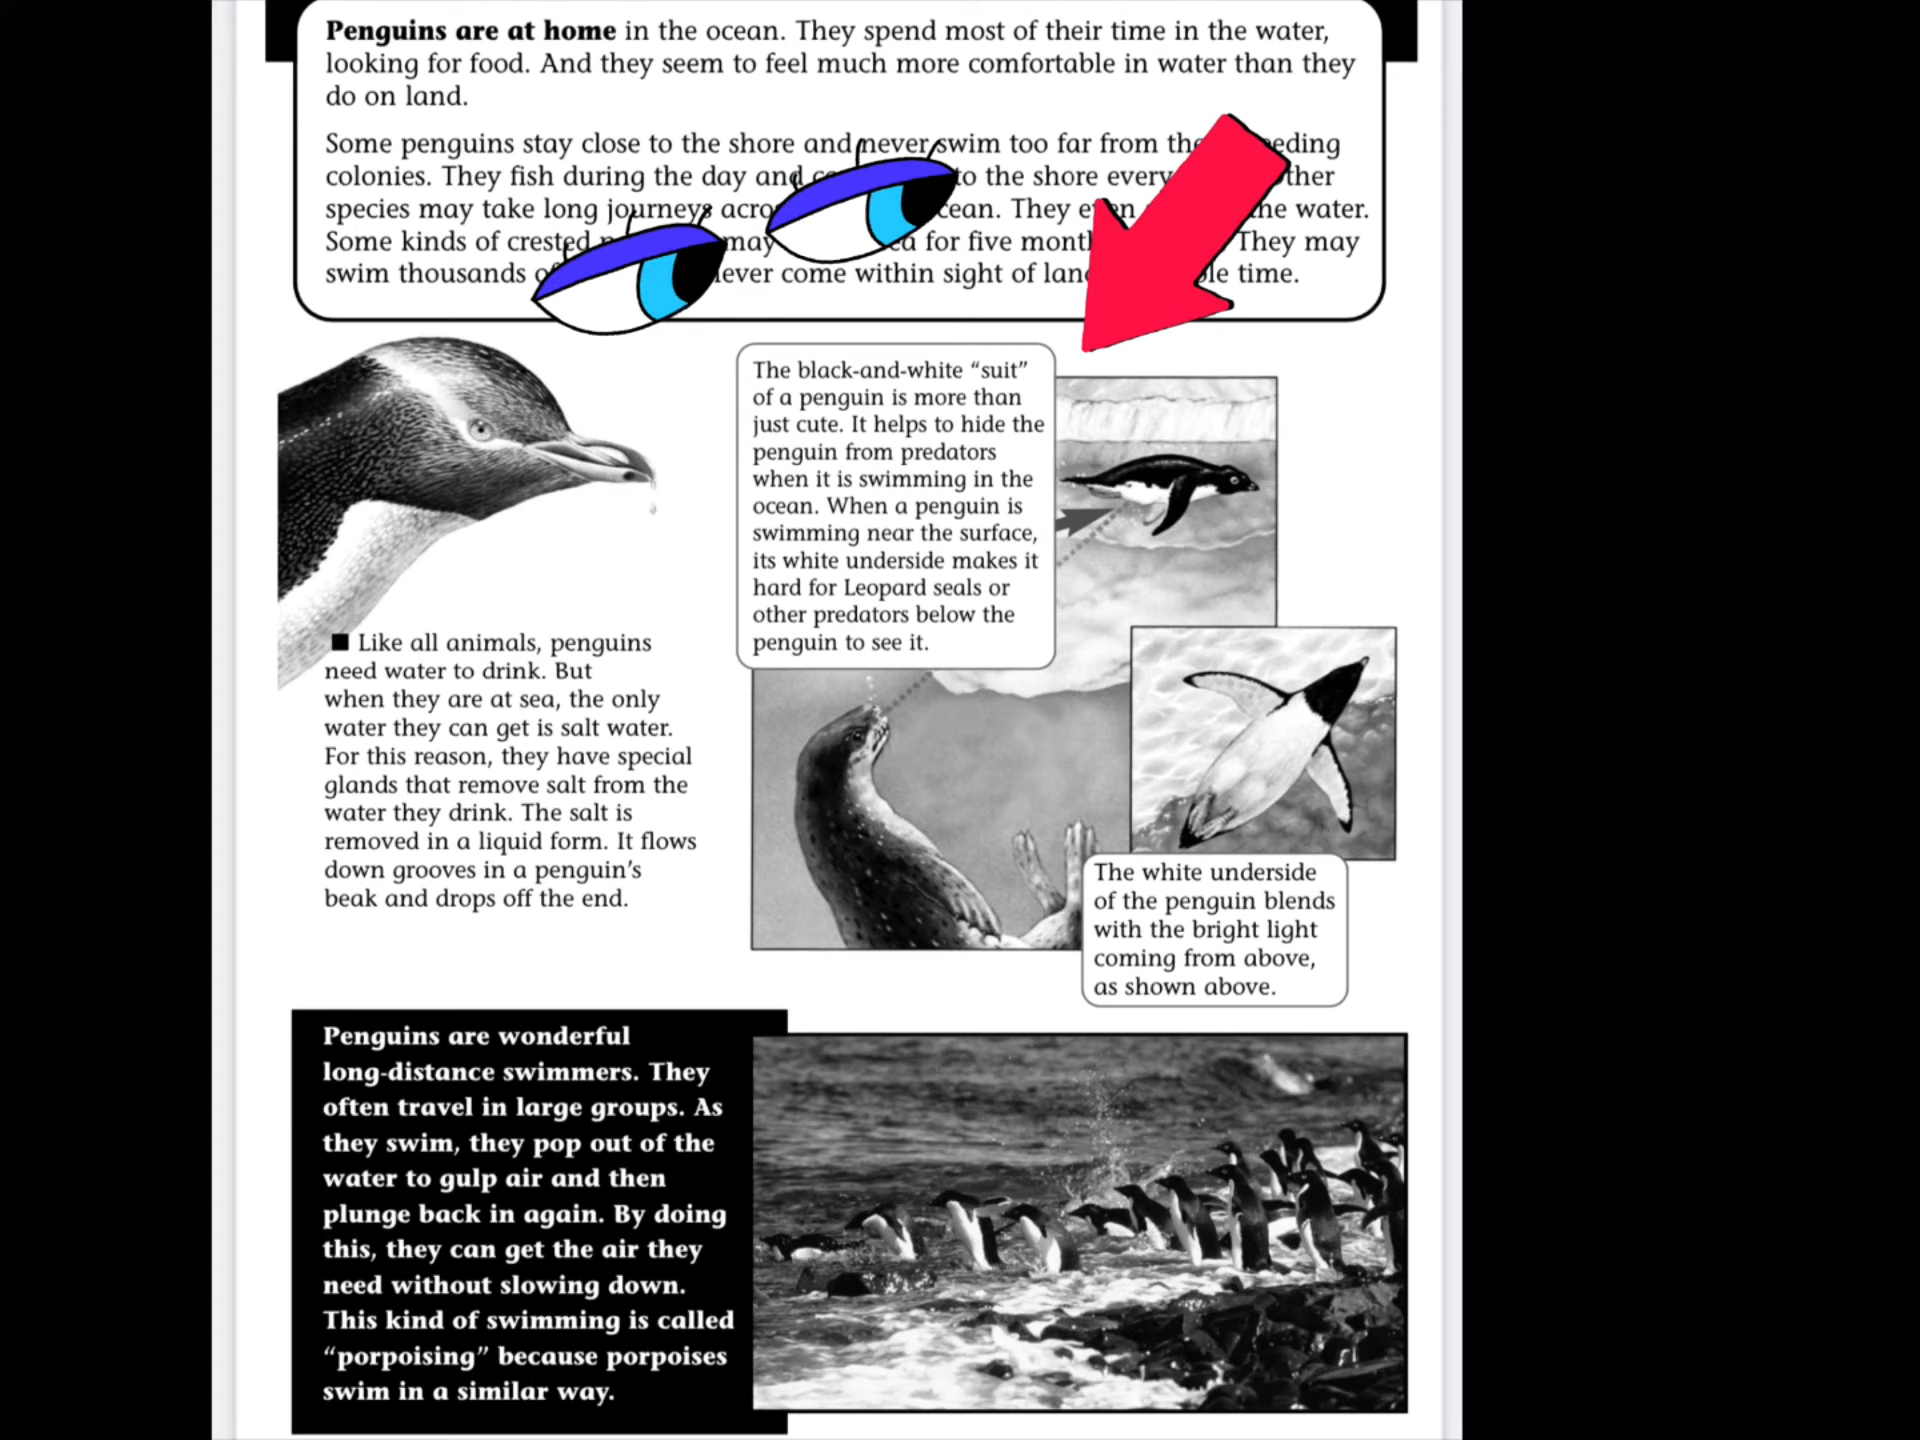 Penguins are at home in the ocean. They spend most of their time in the water,
looking for food. And they seem to feel much more comfortable in water than they
do on land.
Some penguins stay close to the shore and never swim too far from
colonies. They fish during the day and to the shore every
species may take long journeys They the water.
Some kinds of crested may for five They may
swim thousands never come within sight of time.
The black-and-white “suit”
of a penguin is more than
just cute. It helps to hide the
penguin from predators
when it is swimming in the
ocean. When a penguin is
swimming near the surface,
its white underside makes it
hard for Leopard seals or
other predators below the
penguin to see it.
■ Like all animals, penguins
need water to drink. But
when they are at sea, the only
water they can get is salt water.
For this reason, they have special
glands that remove salt from the
water they drink. The salt is
removed in a liquid form. It flows
down grooves in a penguin’s
beak and drops off the end.
The white underside
of the penguin blends
with the bright light
coming from above,
as shown above.
Penguins are wonderful
long-distance swimmers. They
often travel in large groups. As
they swim, they pop out of the
water to gulp air and then
plunge back in again. By doing
this, they can get the air they
need without slowing down.
This kind of swimming is called
“porpoising” because porpoises
swim in a similar way.